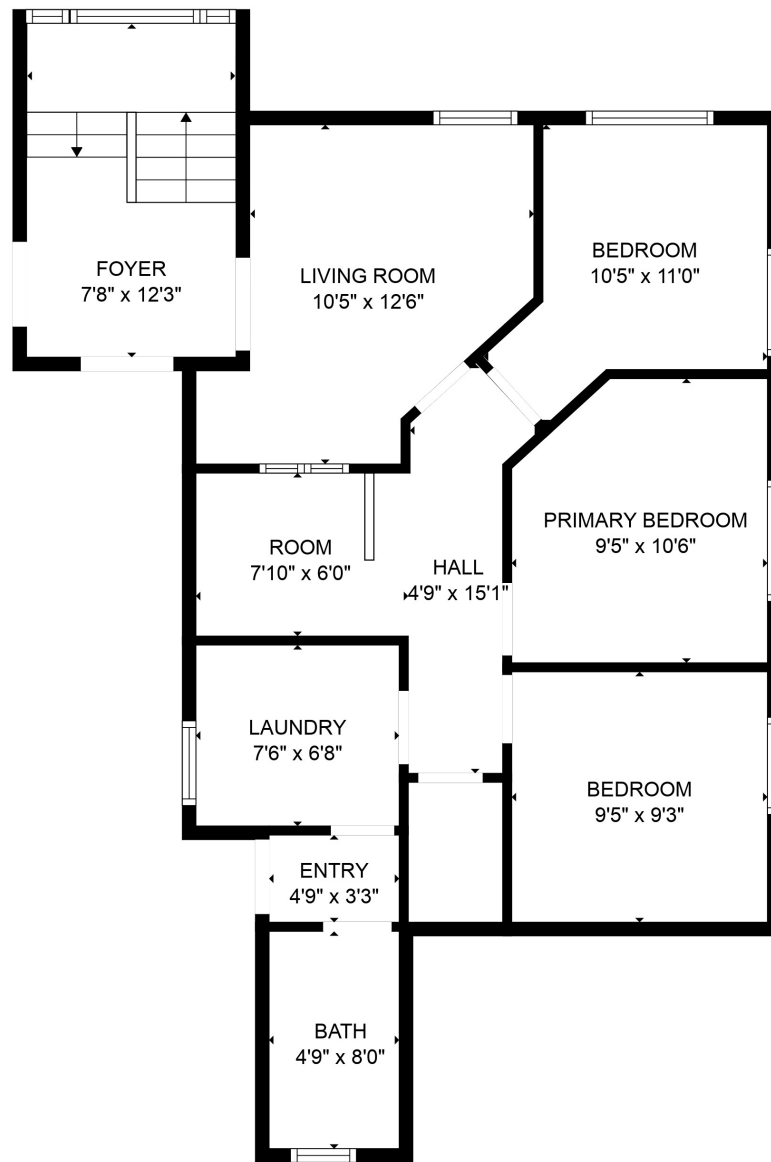 FOYER
7'8" x 12'3"
LIVING ROOM
10'5" x 12'6"
BEDROOM
10'5" x 11'0"
PRIMARY BEDROOM
9'5" x 10'6"
ROOM
7'10" x 6'0"
HALL
4'9" x 15'1"
LAUNDRY
7'6" x 6'8"
BEDROOM
9'5" x 9'3"
ENTRY
4'9" x 3'3"
BATH
4'9" x 8'0"